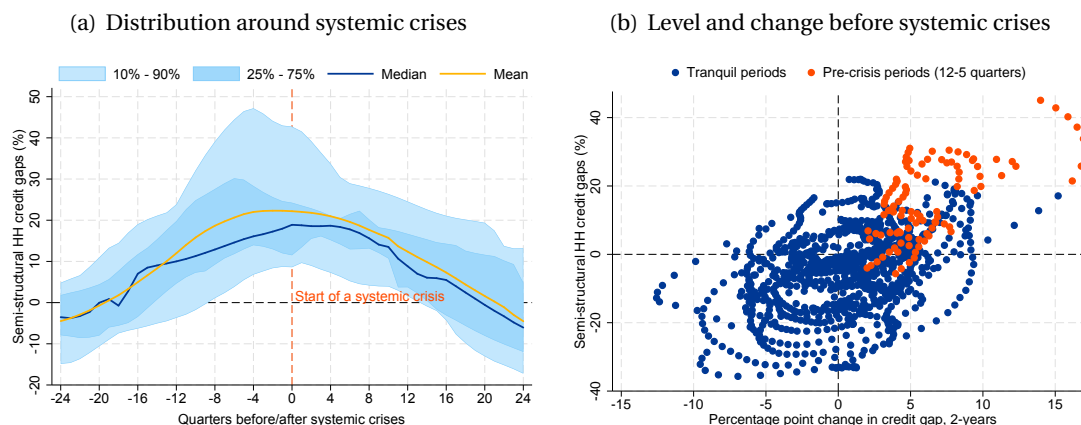 (a) Distribution around systemic crises
10% - 90% 25% - 75% Median Mean
Semi-structural HH credit gaps (%)
50
40
30
20
10
0
-10
-20
Start of a systemic crisis
-24 -20 -16 -12 -8 -4 0 4 8 12 16 20 24
Quarters before/after systemic crises
(b) Level and change before systemic crises
Tranquil periods Pre-crisis periods (12-5 quarters)
Semi-structural HH credit gaps (%)
40
20
0
-20
-40
-15 -10 -5 0 5 10 15
Percentage point change in credit gap, 2-years